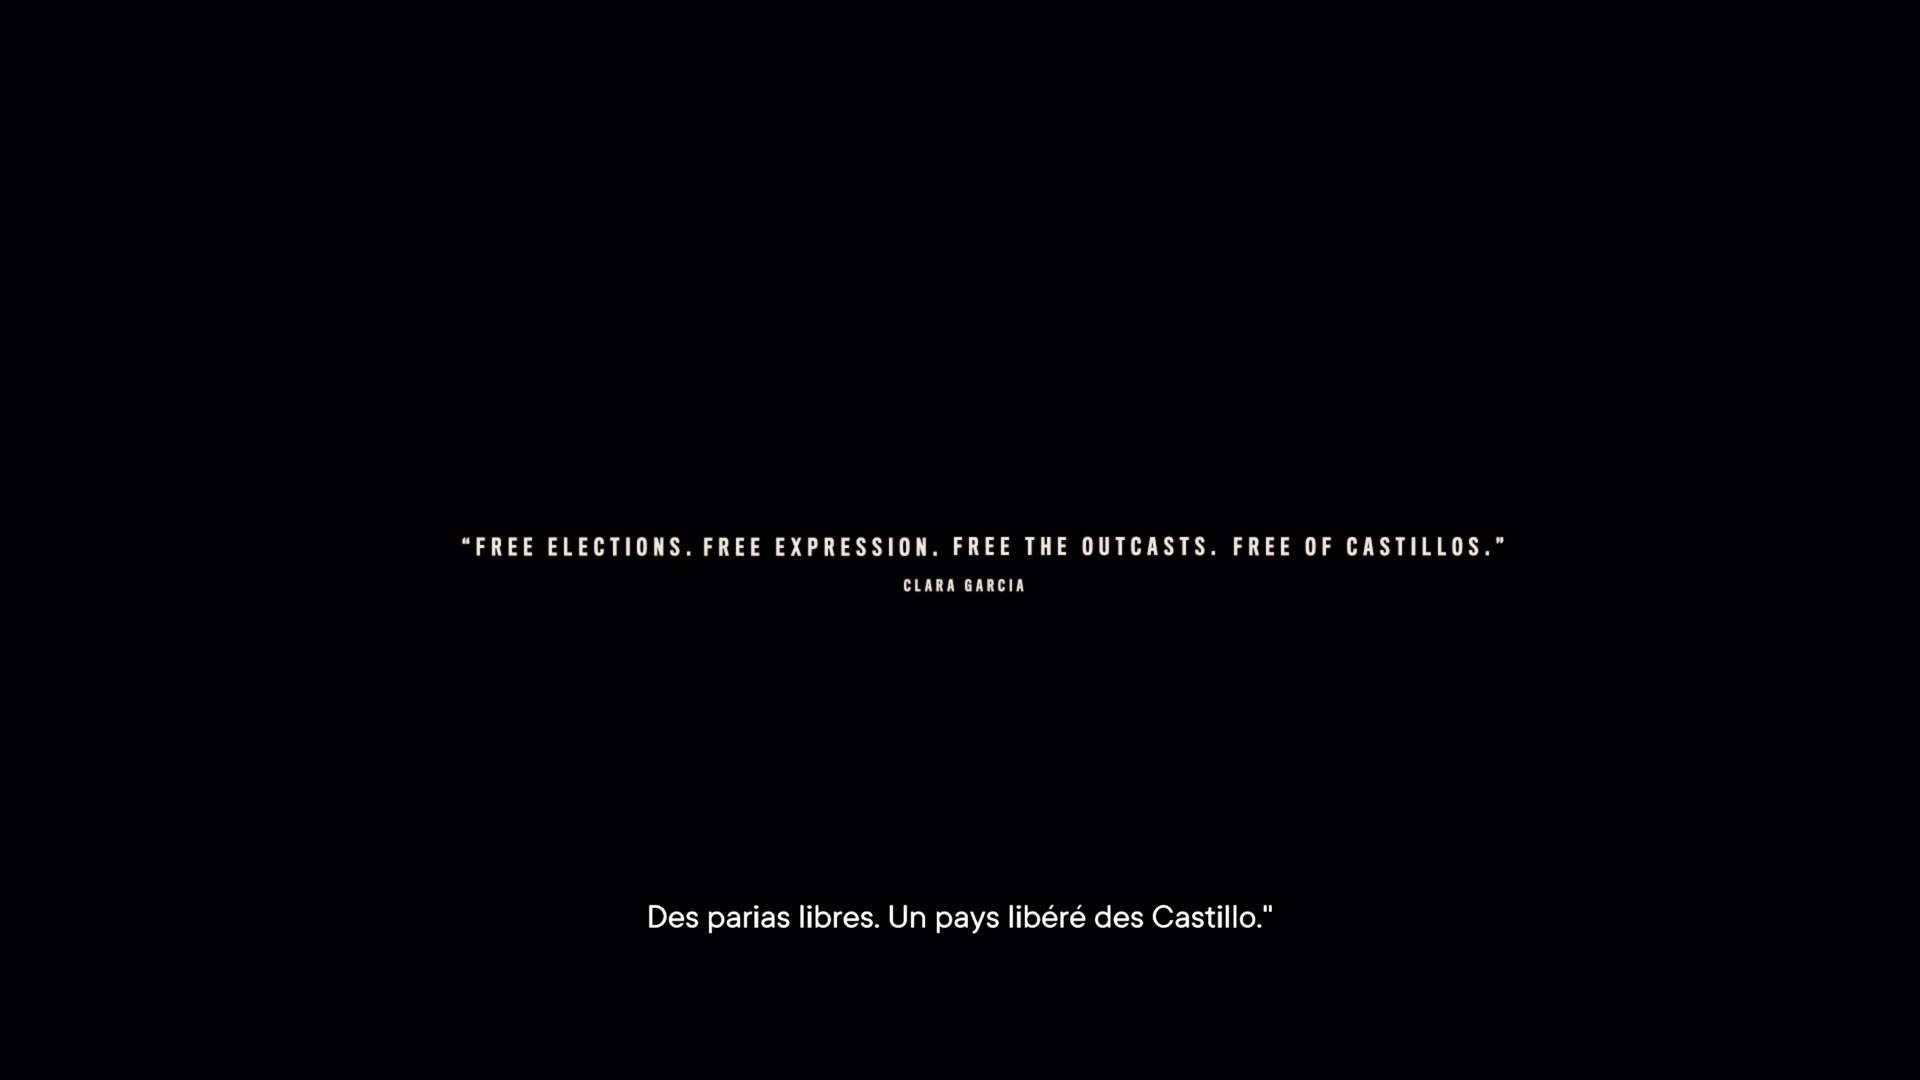 “FREE ELECTIONS. FREE EXPRESSION. FREE THE OUTCASTS. FREE OF CASTILLOS.”
CLARA GARCIA
Des parias libres. Un pays libéré des Castillo."